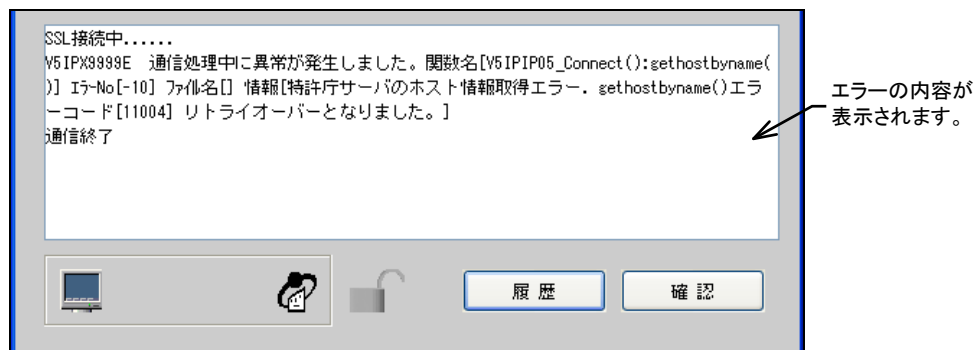 SSL接続中......
V5IPX9999E　通信処理中に異常が発生しました。関数名[V5IPIP05_Connect():gethostbyname(
)] ｴﾗｰNo[-10] ﾌｧｲﾙ名[] 情報[特許庁サーバのホスト情報取得エラー. gethostbyname()エラ
ーコード[11004] リトライオーバーとなりました。]
通信終了
エラーの内容が
表示されます。
履 歴
確 認